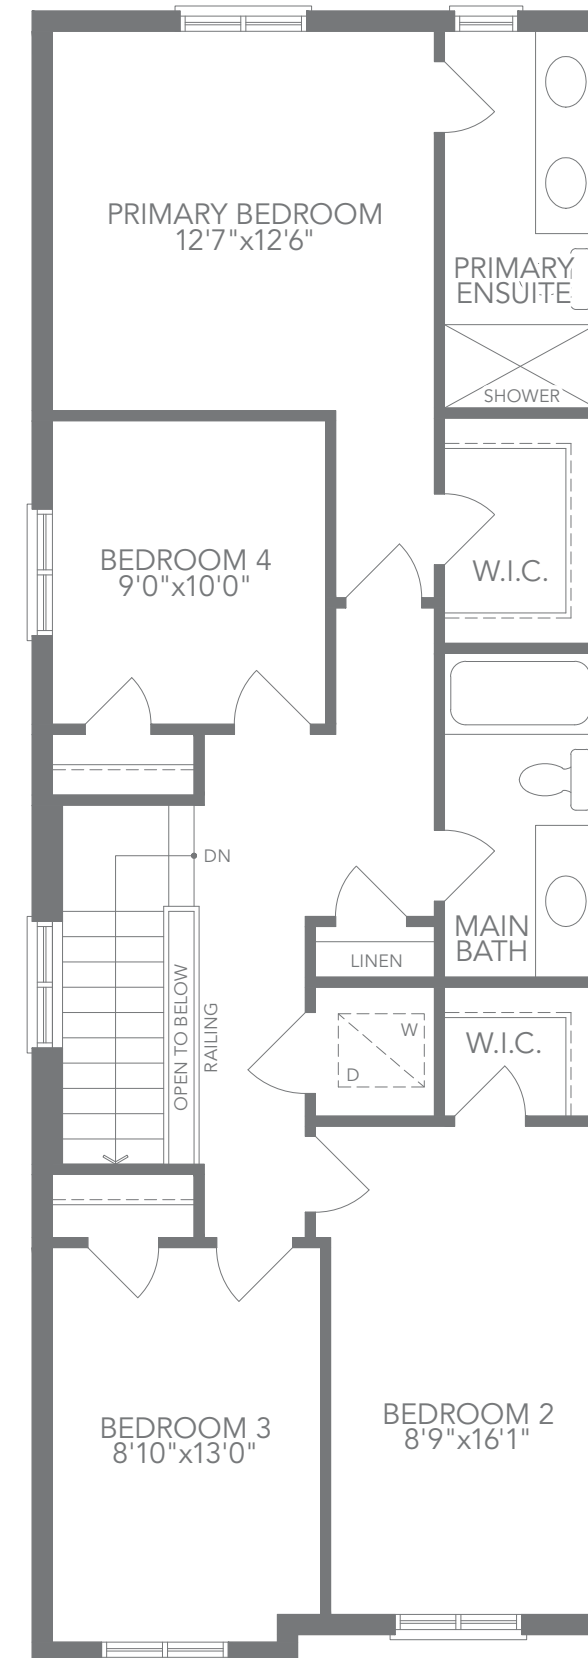 PRIMARY BEDROOM
12'7"x12'6"
PRIMARY
ENSUITE
SHOWER
BEDROOM 4
9'0"x10'0"
W.I.C.
DN
MAIN
BATH
LINEN
OPEN TO BELOW
RAILING
W
D
W.I.C.
BEDROOM 3
8'10"x13'0"
BEDROOM 2
8'9"x16'1"